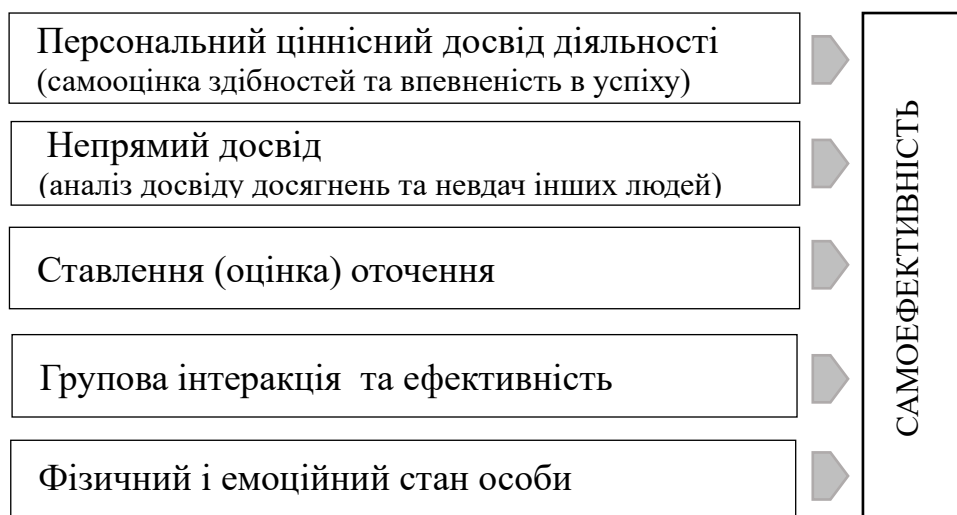 Персональний ціннісний досвід діяльності
(самооцінка здібностей та впевненість в успіху)
Непрямий досвід
(аналіз досвіду досягнень та невдач інших людей)
Ставлення (оцінка) оточення
Групова інтеракція та ефективність
Фізичний і емоційний стан особи
САМОЕФЕКТИВНІСТЬ